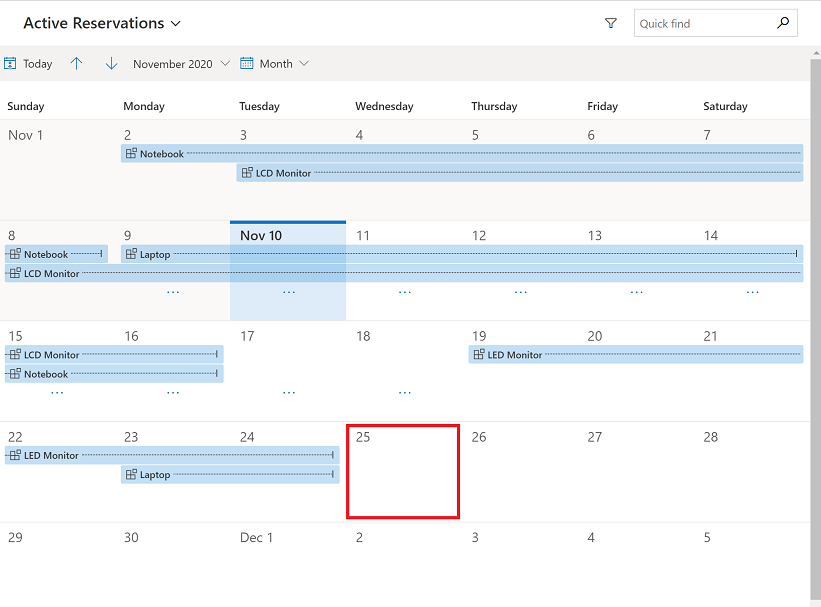 Active Reservations
Quick find
Today November 2020 Month
Sunday Monday Tuesday Wednesday Thursday Friday Saturday
Nov 1 2 3 4 5 6 7
Notebook
LCD Monitor
8 9 Nov 10 11 12 13 14
Notebook Laptop
LCD Monitor
... ... ... ... ... ...
15 16 17 18 19 20 21
LCD Monitor LED Monitor
Notebook
... ... ... ...
22 23 24 25 26 27 28
LED Monitor
Laptop
29 30 Dec 1 2 3 4 5